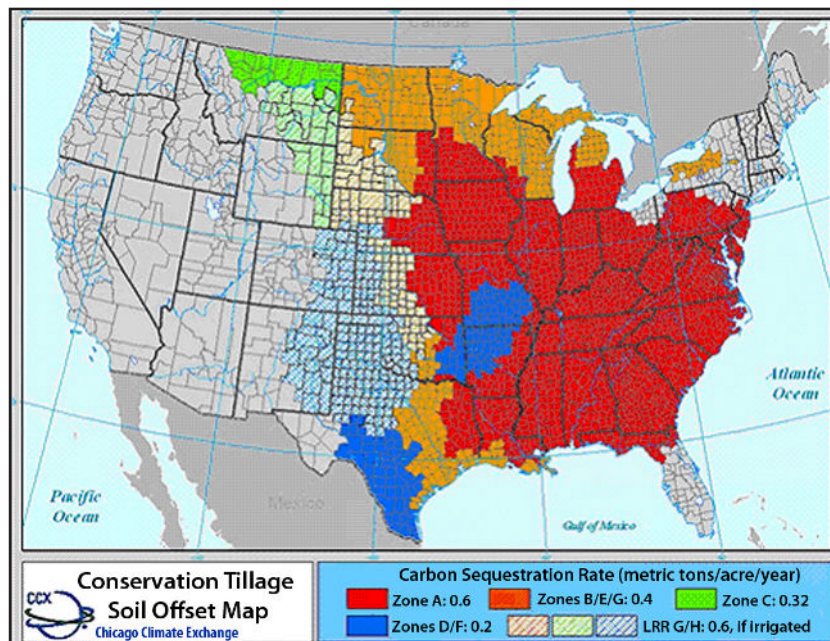 Canada
Pacific
Ocean
Mexico
Gulf of Mexico
Atlantic
Ocean
CCX
Conservation Tillage
Soil Offset Map
Chicago Climate Exchange
Carbon Sequestration Rate (metric tons/acre/year)
Zone A: 0.6
Zones B/E/G: 0.4
Zone C: 0.32
Zones D/F: 0.2
LRR G/H: 0.6, if irrigated